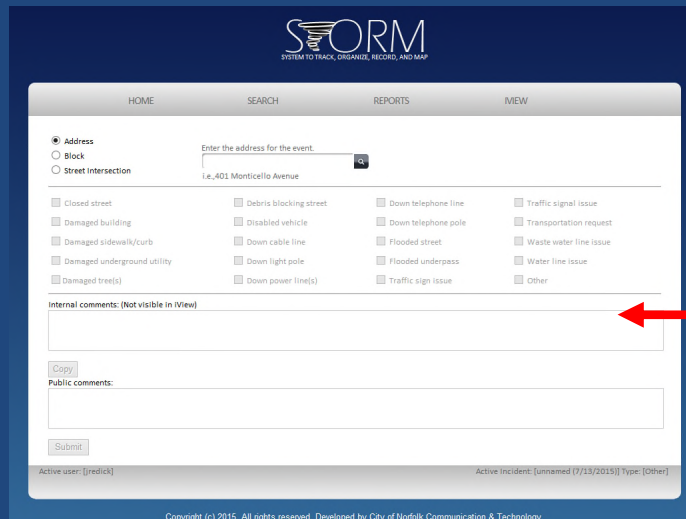 STORM
SYSTEM TO TRACK, ORGANIZE, RECORD, AND MAP
HOME SEARCH REPORTS IVIEW
Address
Block
Street Intersection
Enter the address for the event.
i.e.,401 Monticello Avenue
Closed street Debris blocking street Down telephone line Traffic signal issue
Damaged building Disabled vehicle Down telephone pole Transportation request
Damaged sidewalk/curb Down cable line Flooded street Waste water line issue
Damaged underground utility Down light pole Flooded underpass Water line issue
Damaged tree(s) Down power line(s) Traffic sign issue Other
Internal comments: (Not visible in iView)
Copy
Public comments:
Submit
Active user: [jredick] Active Incident: [unnamed (7/13/2015)] Type: [Other]
Copyright (c) 2015. All rights reserved. Developed by City of Norfolk Communication & Technology